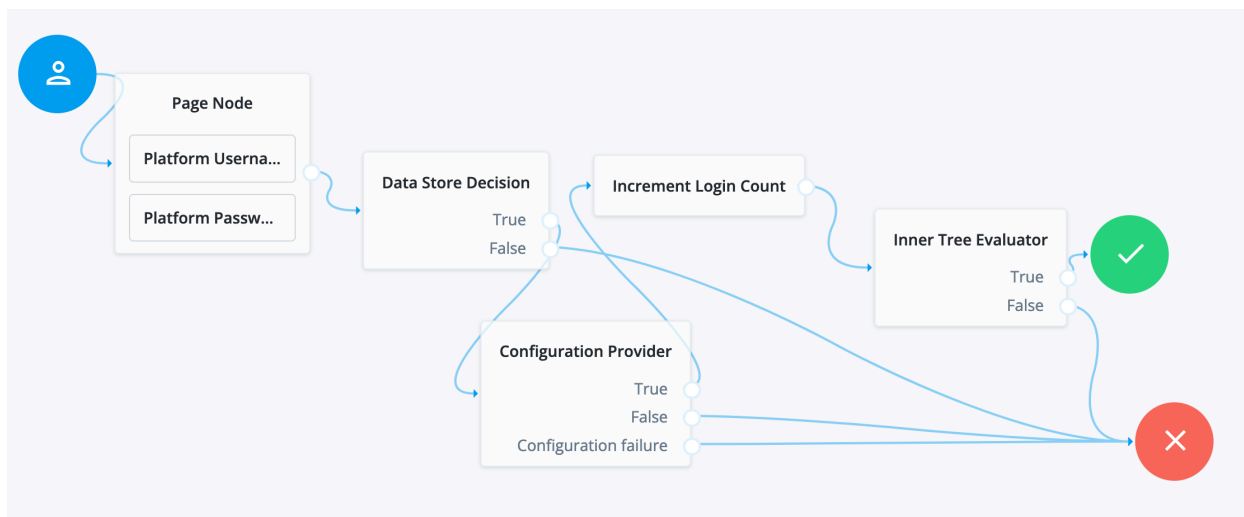 Page Node
Platform Userna...
Platform Passw...
Data Store Decision
True
False
Configuration Provider
True
False
Configuration failure
Increment Login Count
Inner Tree Evaluator
True
False